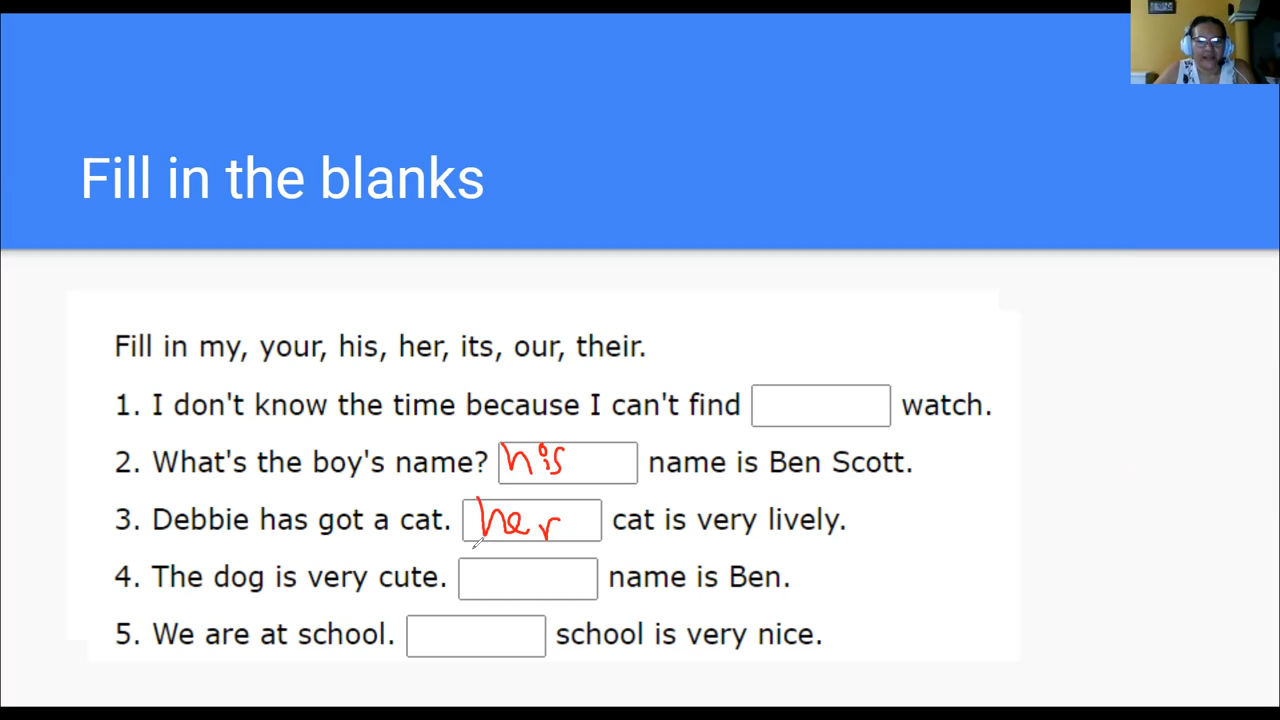 Fill in the blanks
Fill in my, your, his, her, its, our, their.
1. I don't know the time because I can't find watch.
2. What's the boy's name? his name is Ben Scott.
3. Debbie has got a cat. her cat is very lively.
4. The dog is very cute. name is Ben.
5. We are at school. school is very nice.